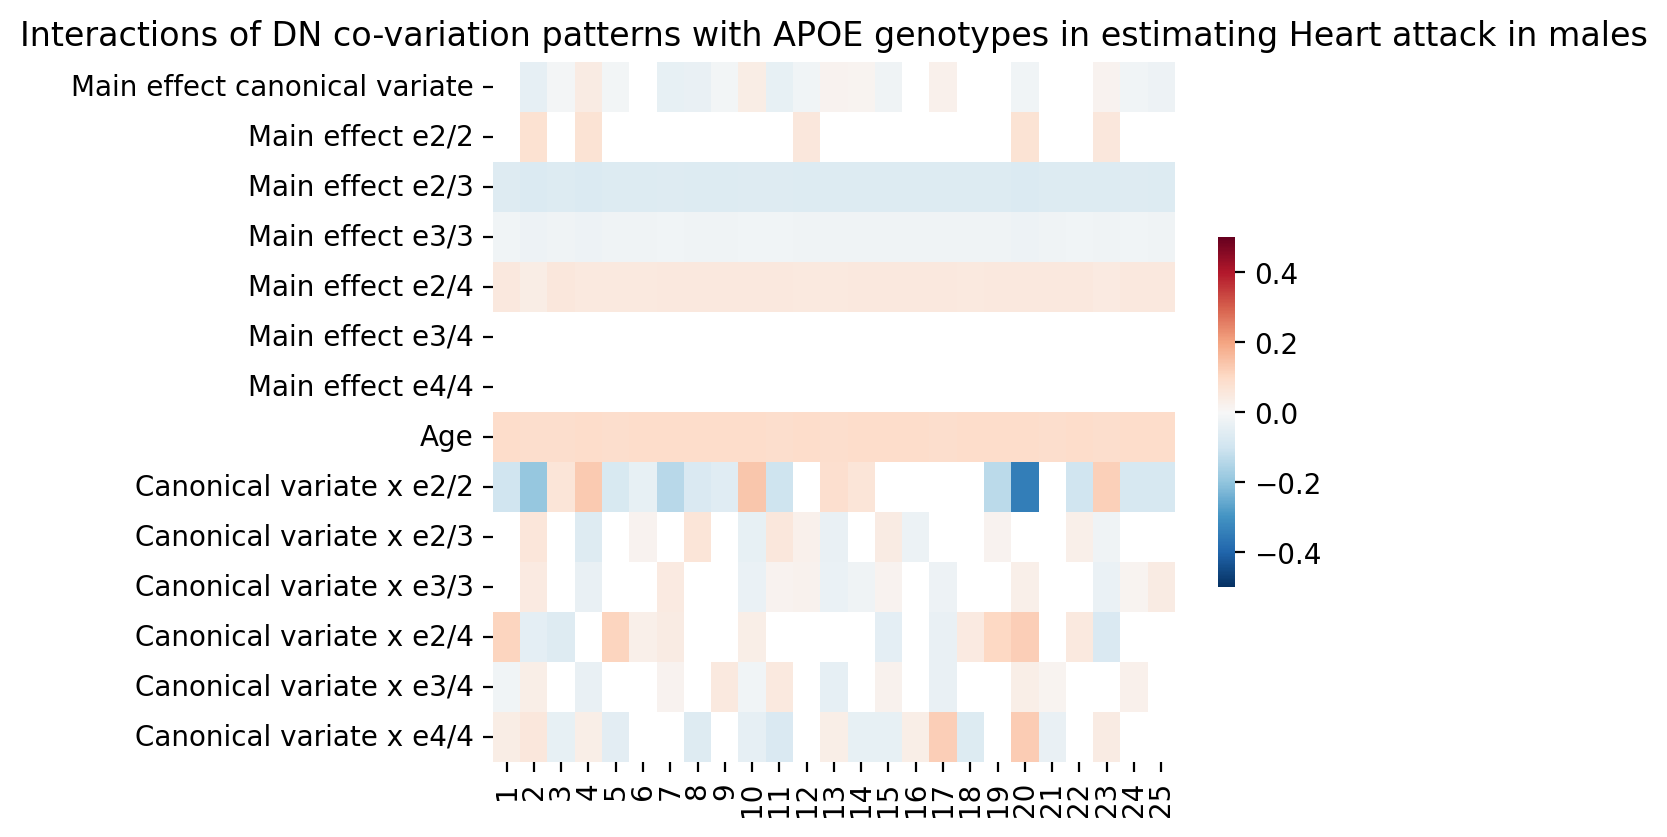 Interactions of DN co-variation patterns with APOE genotypes in estimating Heart attack in males
Main effect canonical variate
Main effect e2/2
Main effect e2/3
Main effect e3/3
Main effect e2/4
Main effect e3/4
Main effect e4/4
Age
Canonical variate x e2/2
Canonical variate x e2/3
Canonical variate x e3/3
Canonical variate x e2/4
Canonical variate x e3/4
Canonical variate x e4/4
1 2 3 4 5 6 7 8 9 10 11 12 13 14 15 16 17 18 19 20 21 22 23 24 25
0.4
0.2
0.0
−0.2
−0.4